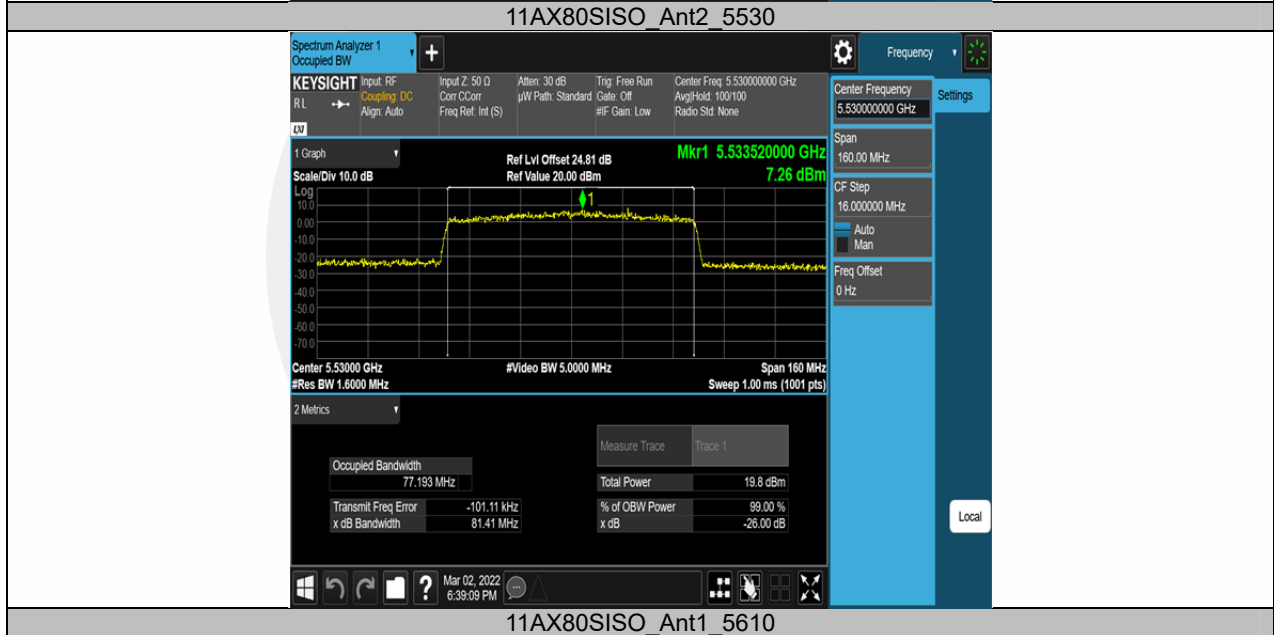 11AX80SISO_Ant2_5530
Spectrum Analyzer 1
Occupied BW
+
Frequency
KEYSIGHT
Input: RF
Input Z: 50 Ω
Atten: 30 dB
Trig: Free Run
Center Freq: 5.530000000 GHz
RL
Coupling: DC
Corr CCorr
µW Path: Standard
Gate: Off
Avg|Hold: 100/100
Align: Auto
Freq Ref: Int (S)
#IF Gain: Low
Radio Std: None
LXI
Center Frequency
5.530000000 GHz
Settings
Span
160.00 MHz
CF Step
16.000000 MHz
Auto
Man
Freq Offset
0 Hz
1 Graph
Ref Lvl Offset 24.81 dB
Mkr1 5.533520000 GHz
Scale/Div 10.0 dB
Ref Value 20.00 dBm
7.26 dBm
Log
1
10.0
0.00
-10.0
-20.0
-30.0
-40.0
-50.0
-60.0
-70.0
Center 5.53000 GHz
#Video BW 5.0000 MHz
Span 160 MHz
#Res BW 1.6000 MHz
Sweep 1.00 ms (1001 pts)
2 Metrics
Measure Trace
Trace 1
Occupied Bandwidth
77.193 MHz
Total Power
19.8 dBm
Transmit Freq Error
-101.11 kHz
% of OBW Power
99.00 %
x dB Bandwidth
81.41 MHz
x dB
-26.00 dB
Local
?
Mar 02, 2022
6:39:09 PM
11AX80SISO_Ant1_5610